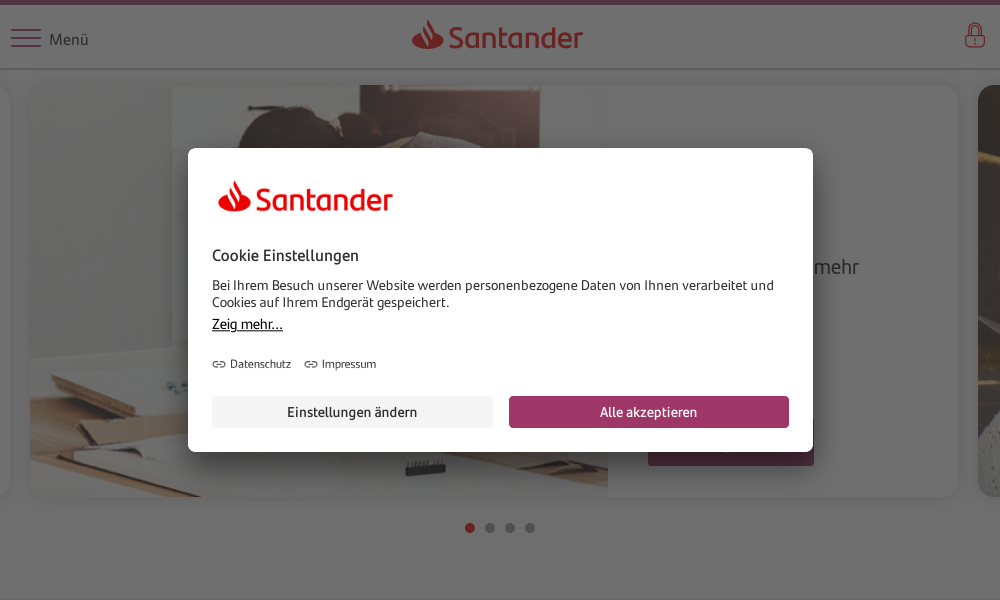 Menü
Santander
mehr
Santander
Cookie Einstellungen
Bei Ihrem Besuch unserer Website werden personenbezogene Daten von Ihnen verarbeitet und
Cookies auf Ihrem Endgerät gespeichert.
Zeig mehr...
Datenschutz Impressum
Einstellungen ändern Alle akzeptieren